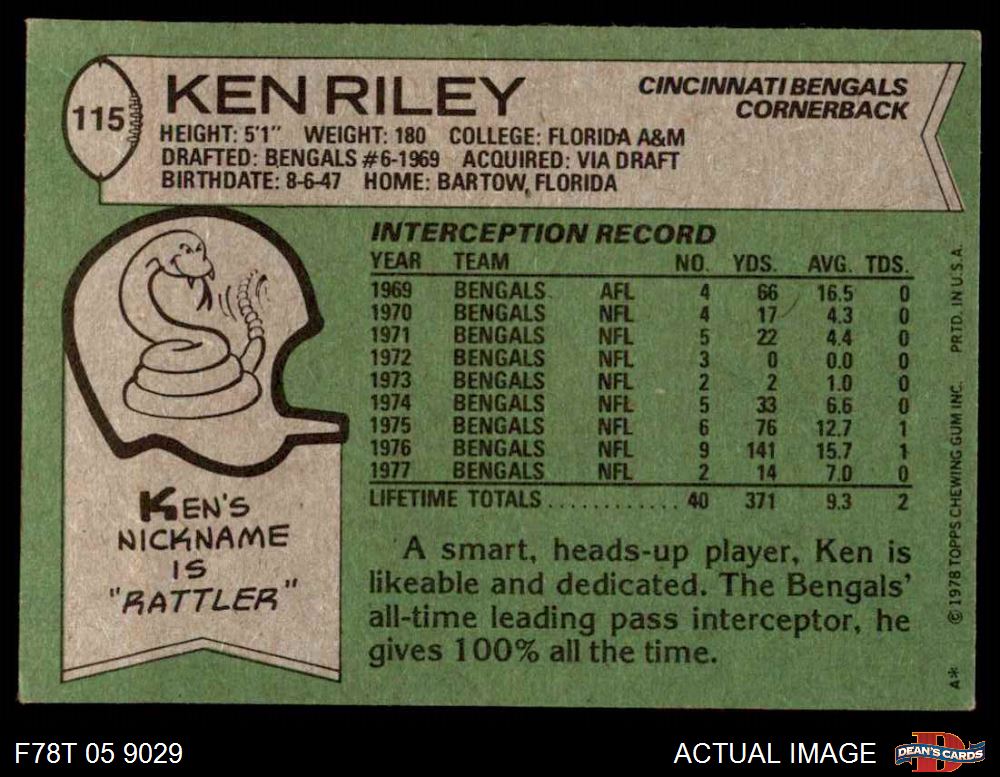 115
KEN RILEY
CINCINNATI BENGALS
CORNERBACK
HEIGHT: 5'1" WEIGHT: 180 COLLEGE: FLORIDA A&M
DRAFTED: BENGALS #6-1969 ACQUIRED: VIA DRAFT
BIRTHDATE: 8-6-47 HOME: BARTOW, FLORIDA
INTERCEPTION RECORD
YEAR TEAM NO. YDS. AVG. TDS.
1969 BENGALS AFL 4 66 16.5 0
1970 BENGALS NFL 4 17 4.3 0
1971 BENGALS NFL 5 22 4.4 0
1972 BENGALS NFL 3 0 0.0 0
1973 BENGALS NFL 2 2 1.0 0
1974 BENGALS NFL 5 33 6.6 0
1975 BENGALS NFL 6 76 12.7 1
1976 BENGALS NFL 9 141 15.7 1
1977 BENGALS NFL 2 14 7.0 0
LIFETIME TOTALS............ 40 371 9.3 2
KEN'S
NICKNAME
IS
"RATTLER"
A smart, heads-up player, Ken is
likeable and dedicated. The Bengals'
all-time leading pass interceptor, he
gives 100% all the time.
A* © 1978 TOPPS CHEWING GUM INC. PRTD. IN U.S.A.
F78T 05 9029
ACTUAL IMAGE
D
DEAN'S CARDS